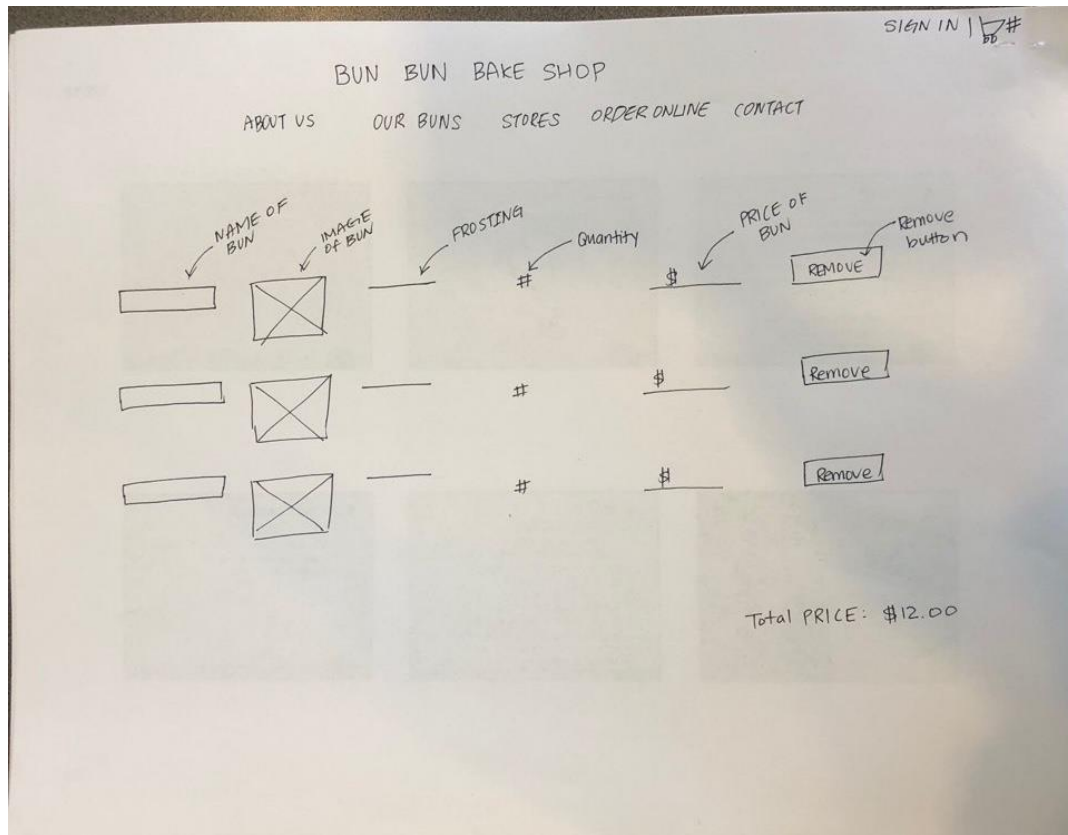 SIGN IN | #
BUN BUN BAKE SHOP
ABOUT US OUR BUNS STORES ORDER ONLINE CONTACT
NAME OF
BUN
IMAGE
OF BUN
FROSTING
Quantity
PRICE OF
BUN
Remove
button
# $ REMOVE
# $ Remove
# $ Remove
Total PRICE: $12.00